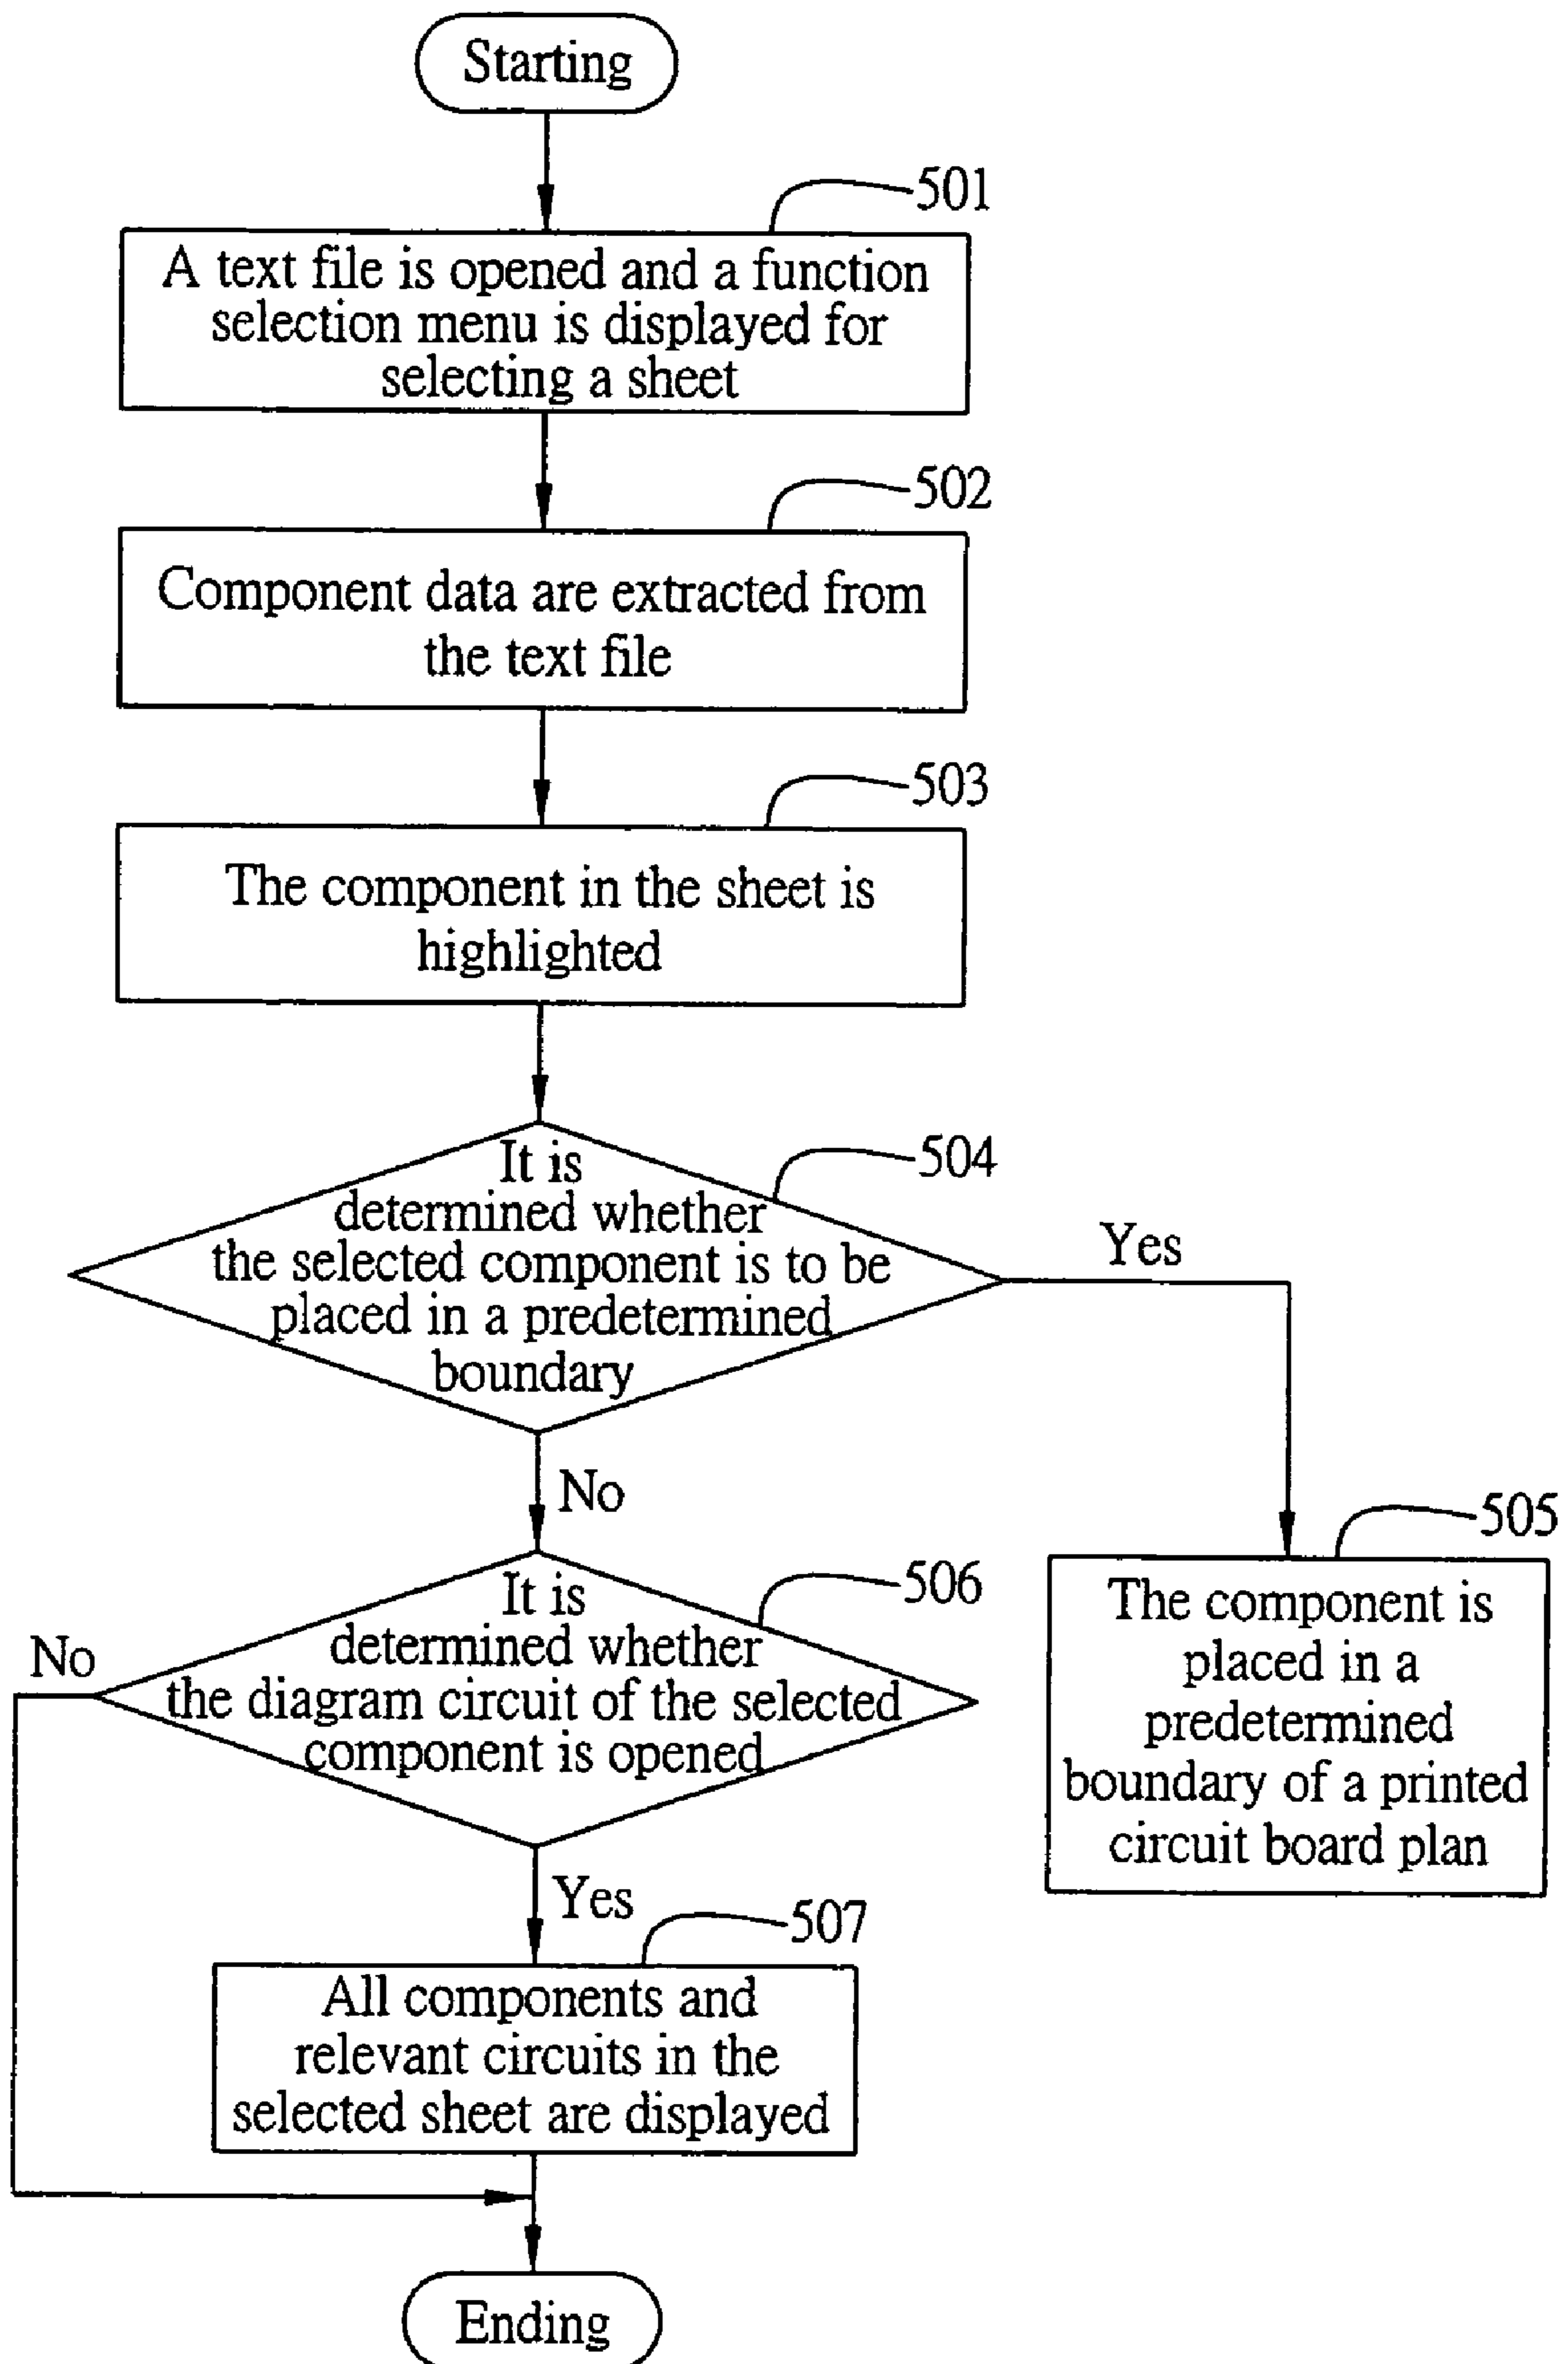 Starting
501
A text file is opened and a function
selection menu is displayed for
selecting a sheet
502
Component data are extracted from
the text file
503
The component in the sheet is
highlighted
504
It is
determined whether
the selected component is to be
placed in a predetermined
boundary
Yes
No
505
The component is
placed in a
predetermined
boundary of a printed
circuit board plan
506
It is
determined whether
the diagram circuit of the selected
component is opened
No
Yes
507
All components and
relevant circuits in the
selected sheet are displayed
Ending